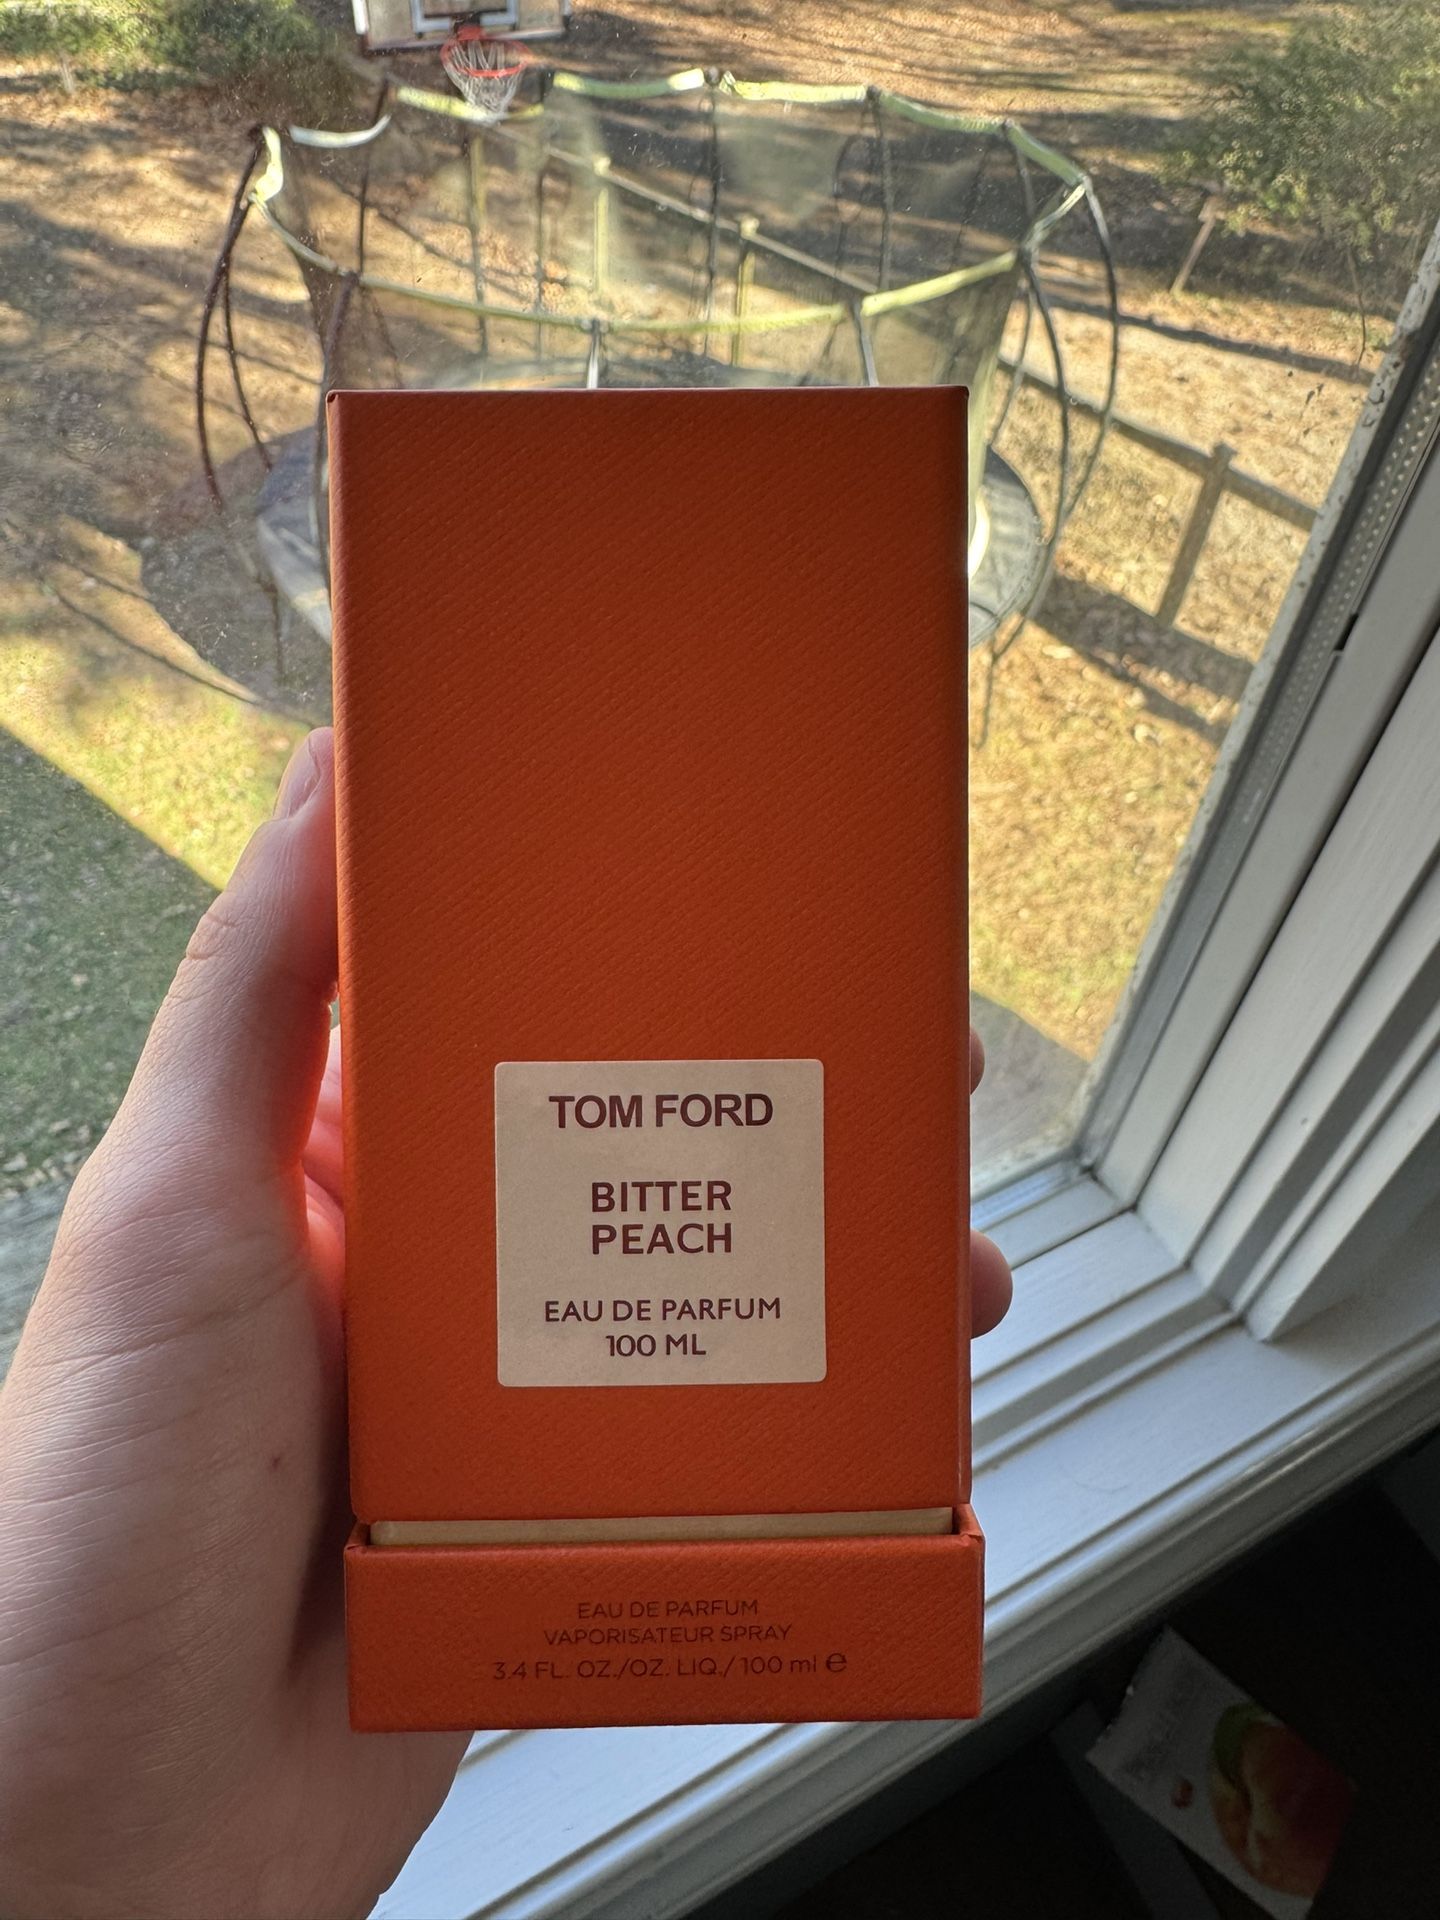 TOM FORD
BITTER
PEACH
EAU DE PARFUM
100 ML
EAU DE PARFUM
VAPORISATEUR SPRAY
3.4 FL. OZ./OZ. LIQ./ 100 ml ℮